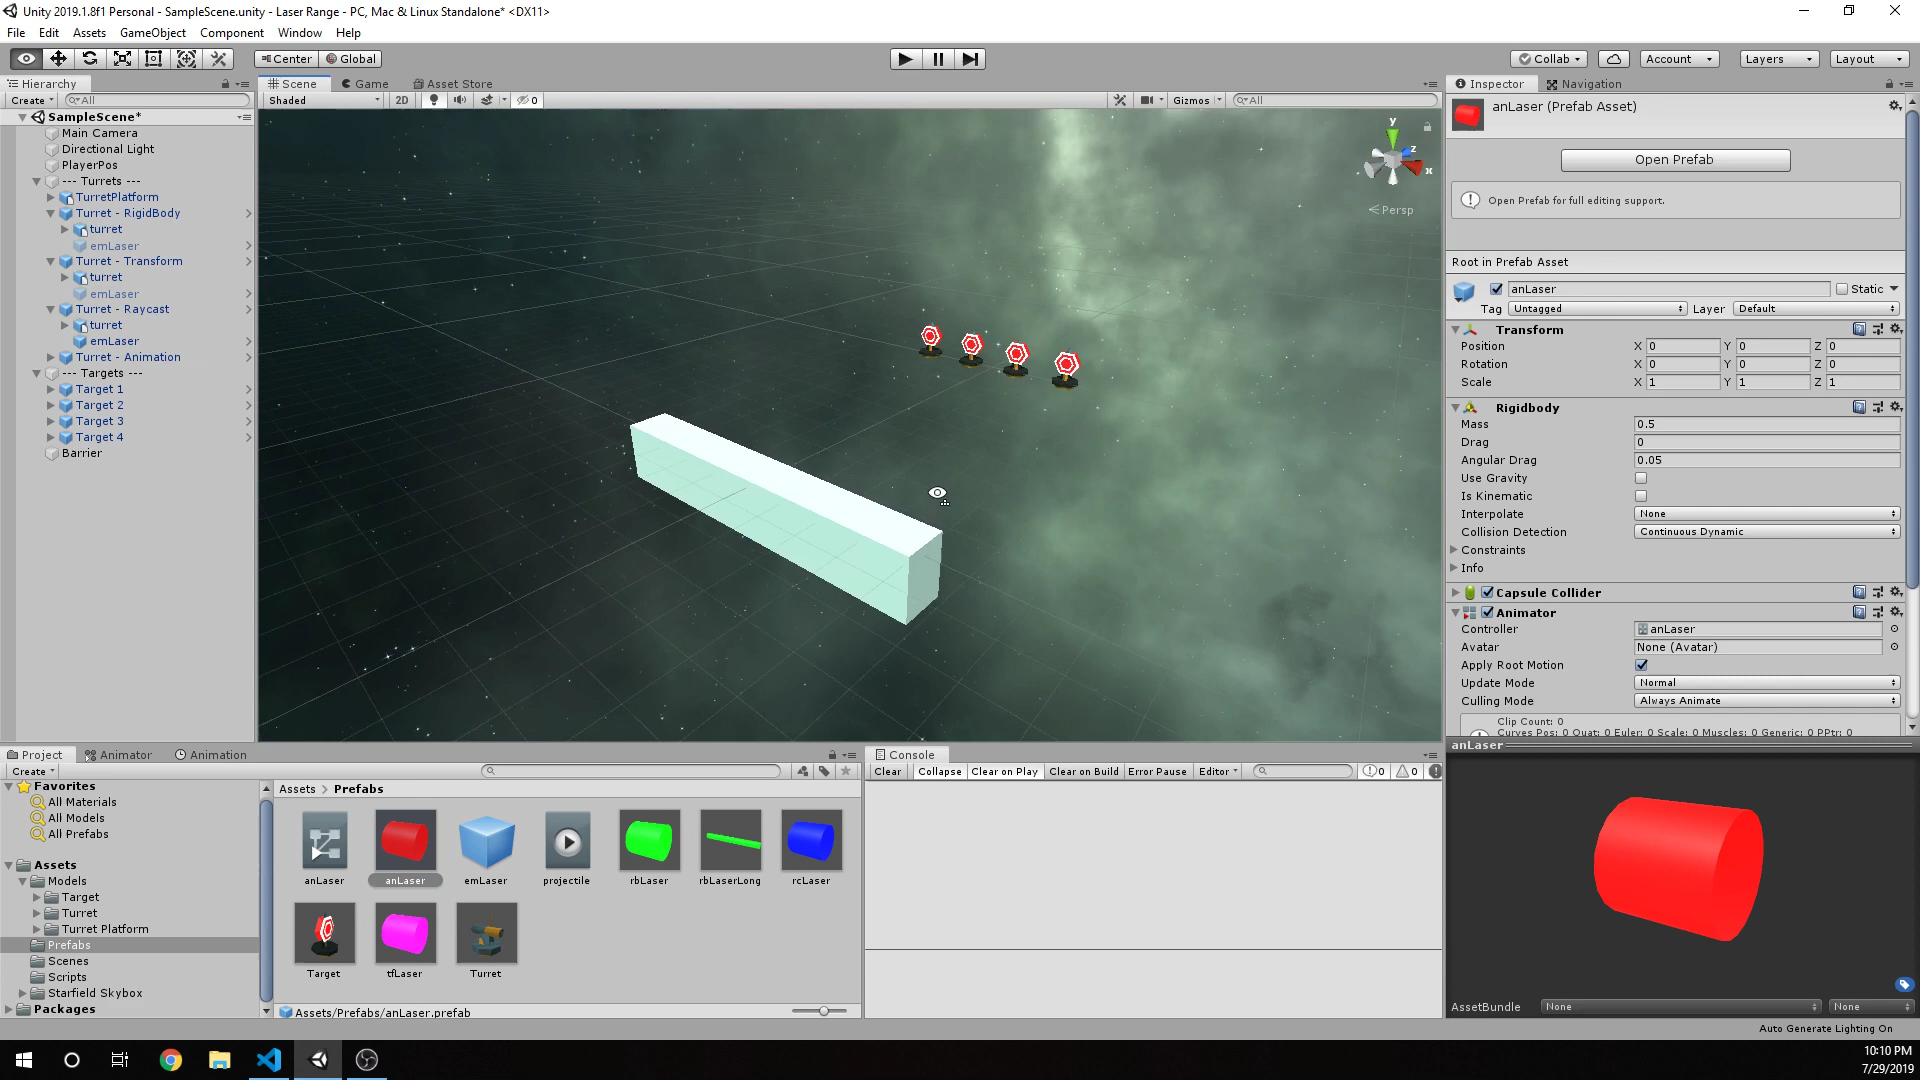 Unity 2019.1.8f1 Personal - SampleScene.unity - Laser Range - PC, Mac & Linux Standalone* <DX11>
File Edit Assets GameObject Component Window Help
Center Global
Collab Account Layers Layout
Hierarchy
Create All
SampleScene*
Main Camera
Directional Light
PlayerPos
--- Turrets ---
TurretPlatform
Turret - RigidBody
turret
emLaser
Turret - Transform
turret
emLaser
Turret - Raycast
turret
emLaser
Turret - Animation
--- Targets ---
Target 1
Target 2
Target 3
Target 4
Barrier
Scene Game Asset Store
Shaded 2D 0 Gizmos All
y
z
x
Persp
Inspector Navigation
anLaser (Prefab Asset)
Open Prefab
Open Prefab for full editing support.
Root in Prefab Asset
anLaser Static
Tag Untagged Layer Default
Transform
Position X 0 Y 0 Z 0
Rotation X 0 Y 0 Z 0
Scale X 1 Y 1 Z 1
Rigidbody
Mass 0.5
Drag 0
Angular Drag 0.05
Use Gravity
Is Kinematic
Interpolate None
Collision Detection Continuous Dynamic
Constraints
Info
Capsule Collider
Animator
Controller anLaser
Avatar None (Avatar)
Apply Root Motion
Update Mode Normal
Culling Mode Always Animate
Clip Count: 0
Curves Pos: 0 Quat: 0 Euler: 0 Scale: 0 Muscles: 0 Generic: 0 PPtr: 0
anLaser
AssetBundle None None
Project Animator Animation
Create
Favorites
All Materials
All Models
All Prefabs
Assets
Models
Target
Turret
Turret Platform
Prefabs
Scenes
Scripts
Starfield Skybox
Packages
Assets > Prefabs
anLaser anLaser emLaser projectile rbLaser rbLaserLong rcLaser
Target tfLaser Turret
Assets/Prefabs/anLaser.prefab
Console
Clear Collapse Clear on Play Clear on Build Error Pause Editor 0 0
Auto Generate Lighting On
10:10 PM
7/29/2019